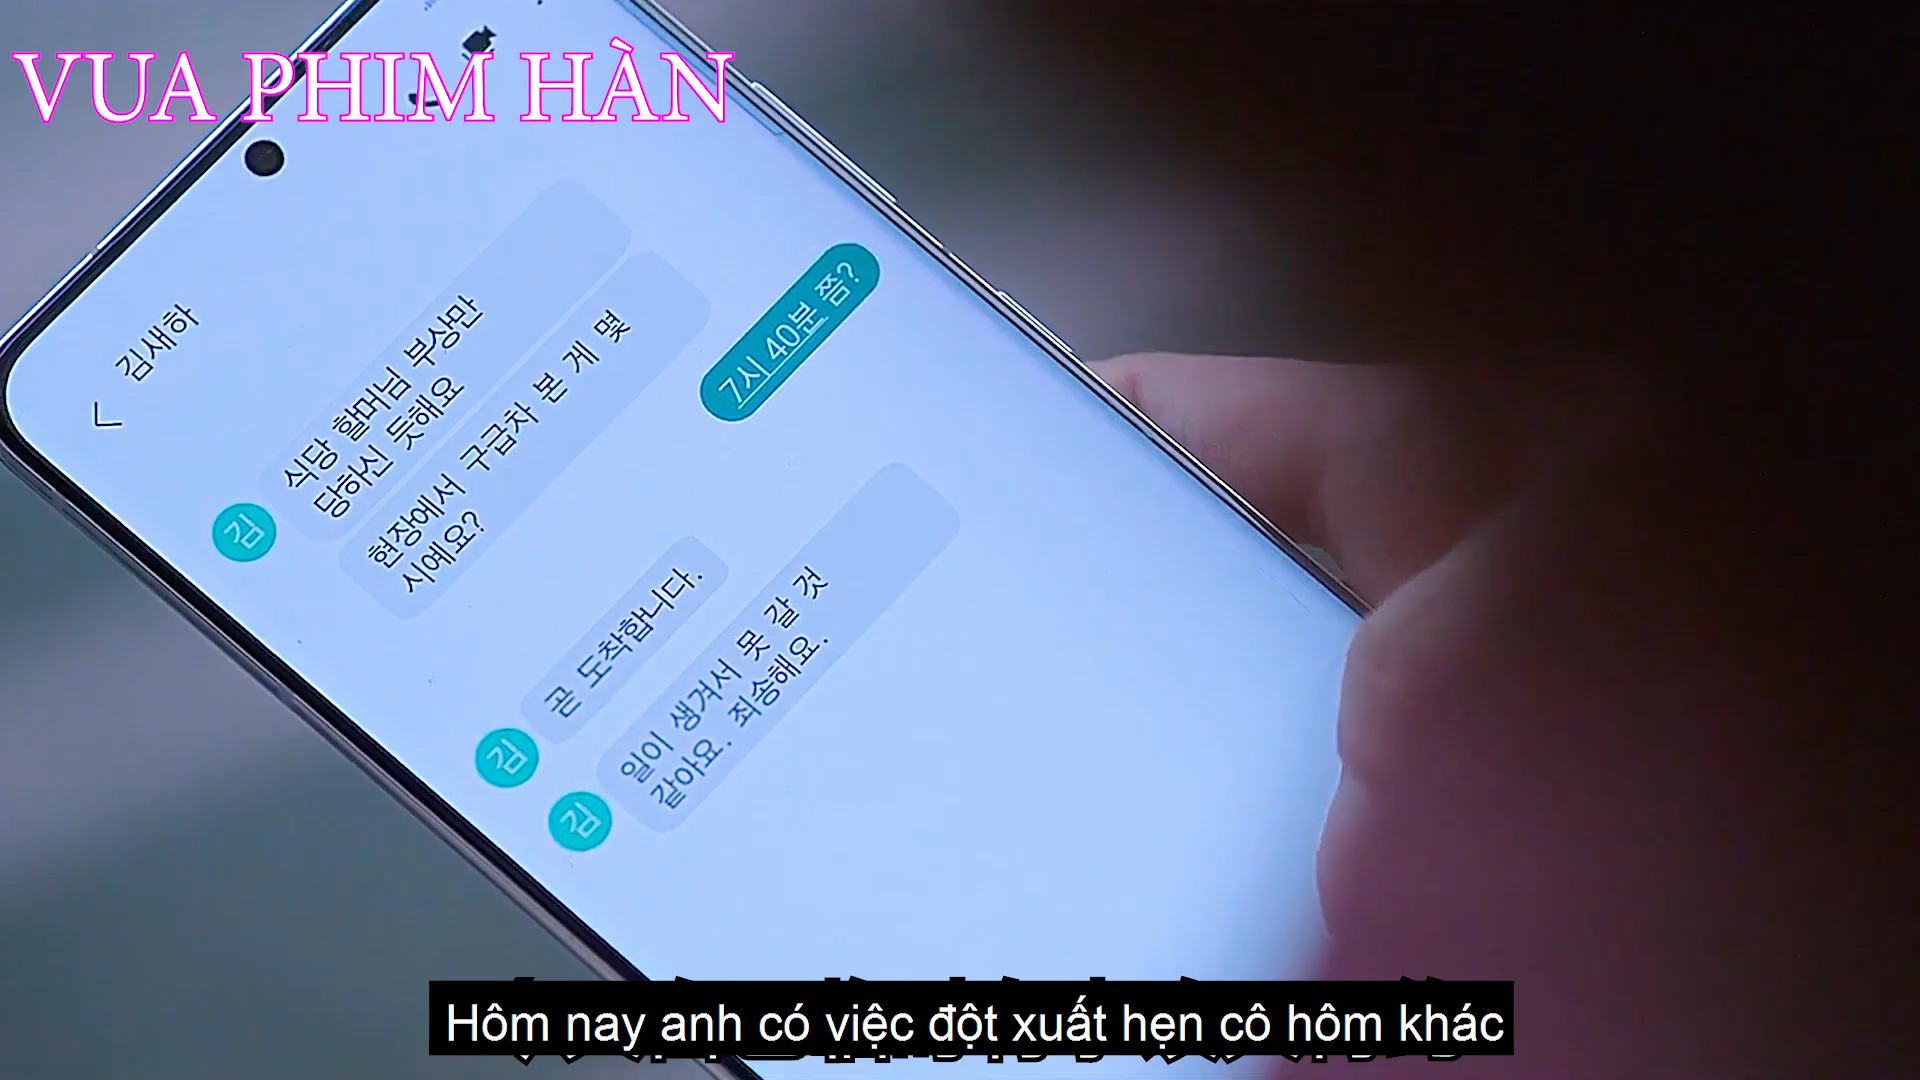 VUA PHIM HÀN
김새하
식당 할머님 부상만
당하신 듯해요
현장에서 구급차 본 게 몇
시예요?
7시 40분 쯤?
김
곧 도착합니다.
김
일이 생겨서 못 갈 것
같아요. 죄송해요.
김
Hôm nay anh có việc đột xuất hẹn cô hôm khác